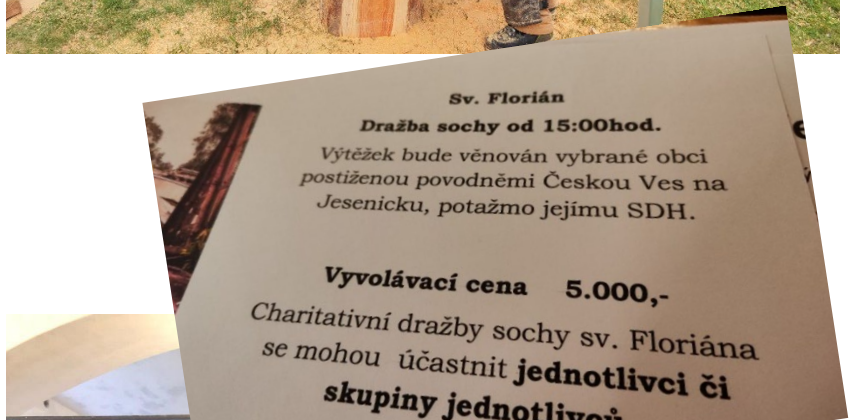 Sv. Florián
Dražba sochy od 15:00hod.
Výtěžek bude věnován vybrané obci
postiženou povodněmi Českou Ves na
Jesenicku, potažmo jejímu SDH.
Vyvolávací cena 5.000,-
Charitativní dražby sochy sv. Floriána
se mohou účastnit jednotlivci či
skupiny jednotlivců